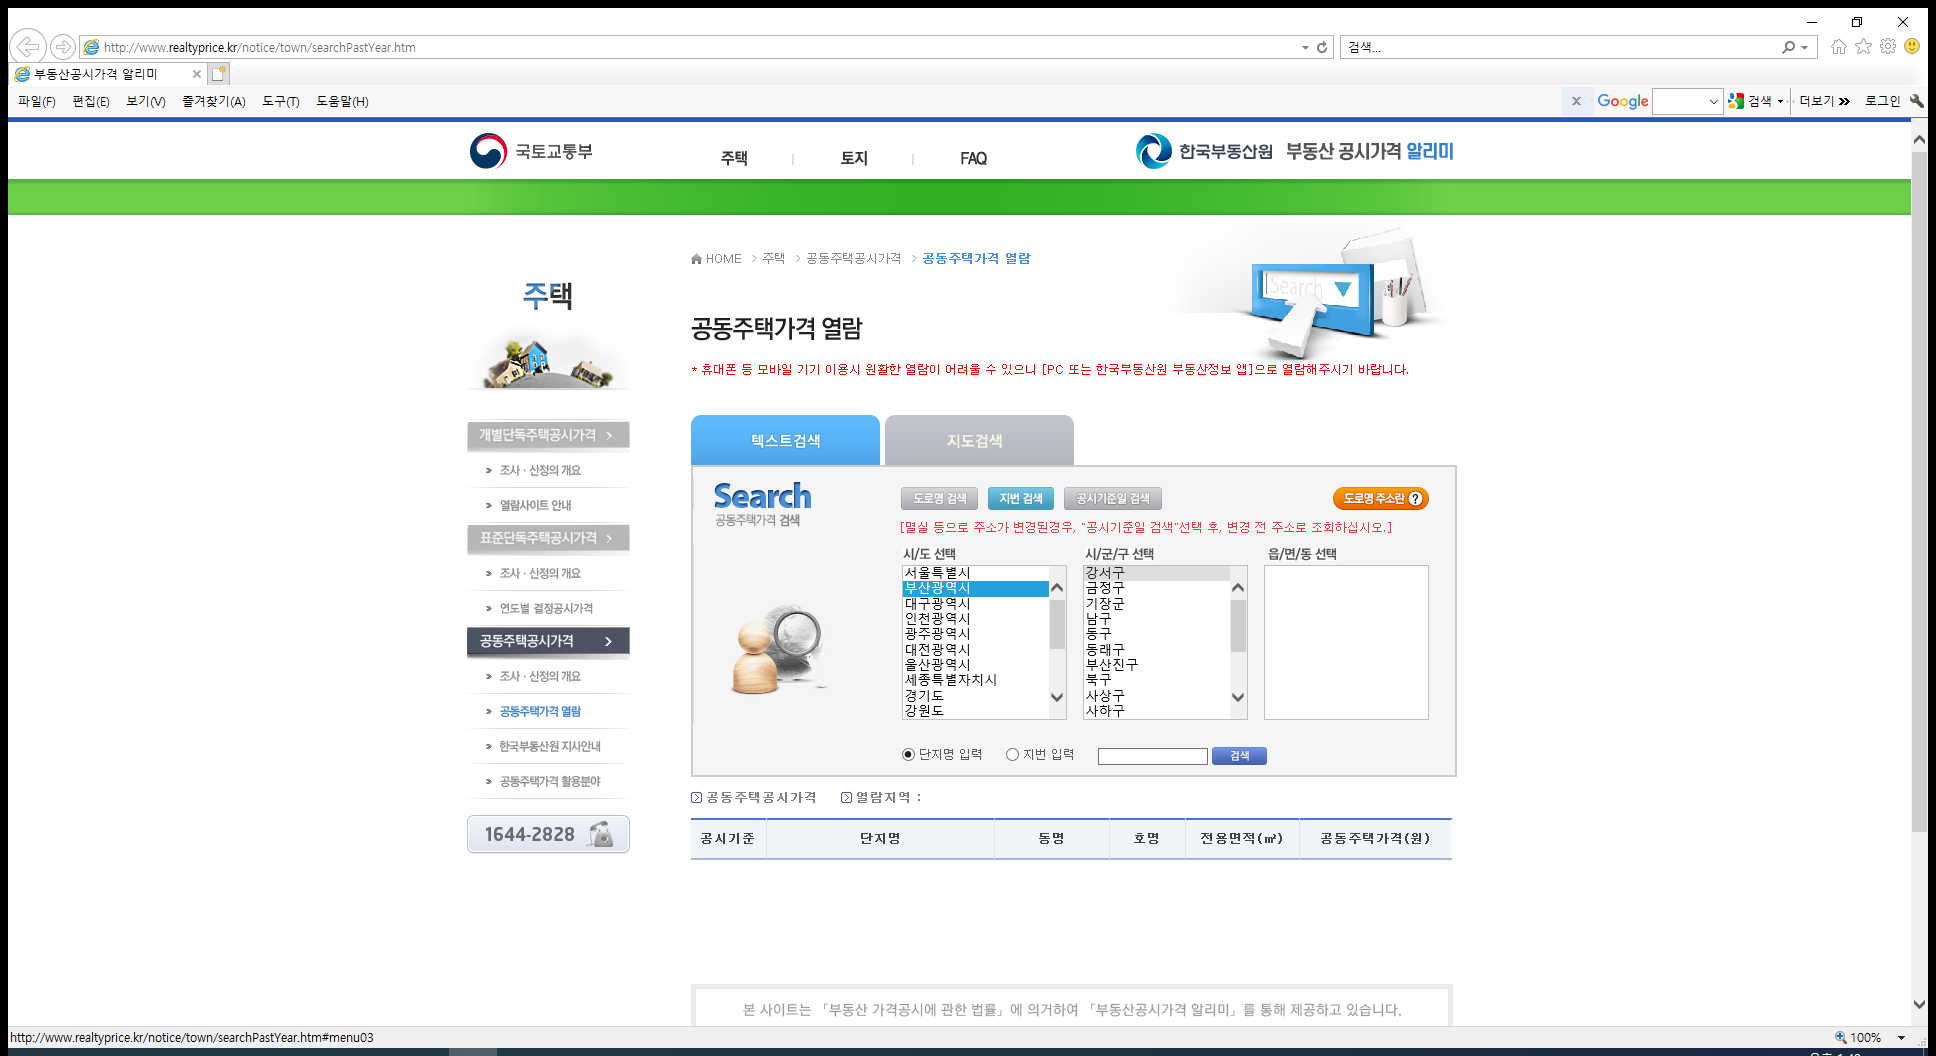 http://www.realtyprice.kr/notice/town/searchPastYear.htm
검색...
부동산공시가격 알리미
파일(F) 편집(E) 보기(V) 즐겨찾기(A) 도구(T) 도움말(H)
x Google 검색 더보기 로그인
국토교통부 주택 토지 FAQ 한국부동산원 부동산 공시가격 알리미
HOME > 주택 > 공동주택공시가격 > 공동주택가격 열람
주택
Search
공동주택가격 열람
* 휴대폰 등 모바일 기기 이용시 원활한 열람이 어려울 수 있으니 [PC 또는 한국부동산원 부동산정보 앱]으로 열람해주시기 바랍니다.
개별단독주택공시가격
조사 · 산정의 개요
열람사이트 안내
표준단독주택공시가격
조사 · 산정의 개요
연도별 결정공시가격
공동주택공시가격
조사 · 산정의 개요
공동주택가격 열람
한국부동산원 지사안내
공동주택가격 활용분야
1644-2828
텍스트검색 지도검색
Search
공동주택가격 검색
도로명 검색 지번 검색 공시기준일 검색 도로명 주소란 ?
[멸실 등으로 주소가 변경된경우, "공시기준일 검색"선택 후, 변경 전 주소로 조회하십시오.]
시/도 선택 시/군/구 선택 읍/면/동 선택
서울특별시 강서구
부산광역시 금정구
대구광역시 기장군
인천광역시 남구
광주광역시 동구
대전광역시 동래구
울산광역시 부산진구
세종특별자치시 북구
경기도 사상구
강원도 사하구
단지명 입력 지번 입력 검색
공동주택공시가격 열람지역 :
공시기준 단지명 동명 호명 전용면적(㎡) 공동주택가격(원)
본 사이트는 「부동산 가격공시에 관한 법률」에 의거하여 「부동산공시가격 알리미」를 통해 제공하고 있습니다.
http://www.realtyprice.kr/notice/town/searchPastYear.htm#menu03
100%